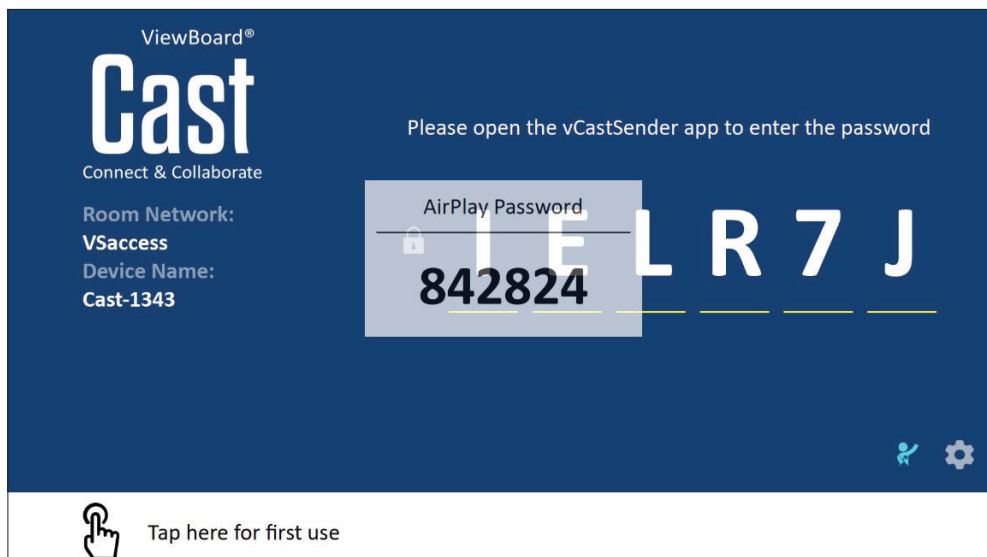 ViewBoard®
Cast
Connect & Collaborate
Room Network:
VSaccess
Device Name:
Cast-1343
Please open the vCastSender app to enter the password
I E L R 7 J
AirPlay Password
842824
Tap here for first use